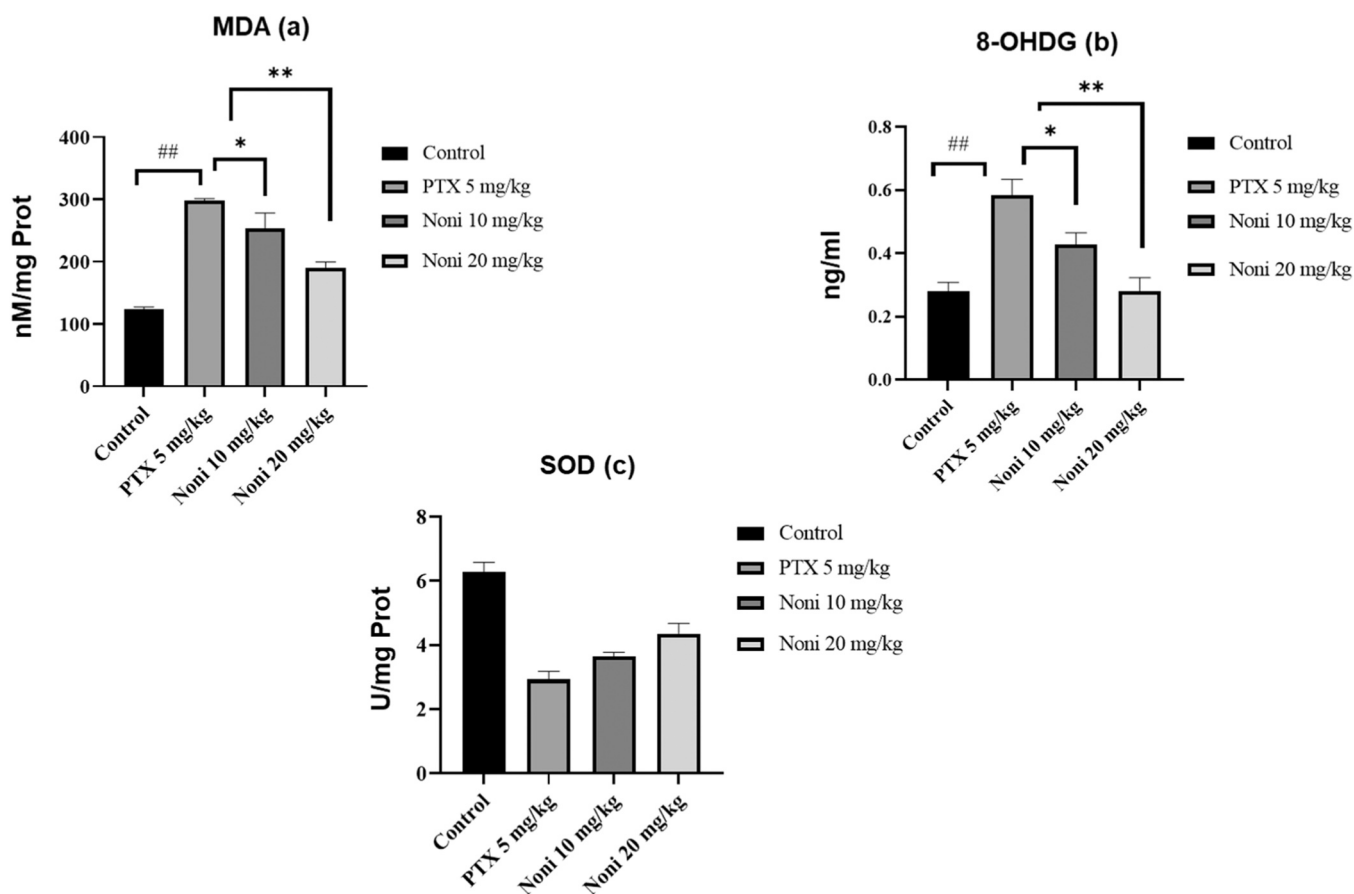 MDA (a)
**
*
##
400
300
200
100
0
nM/mg Prot
Control
PTX 5 mg/kg
Noni 10 mg/kg
Noni 20 mg/kg
Control
PTX 5 mg/kg
Noni 10 mg/kg
Noni 20 mg/kg
8-OHDG (b)
**
*
##
0.8
0.6
0.4
0.2
0.0
ng/ml
Control
PTX 5 mg/kg
Noni 10 mg/kg
Noni 20 mg/kg
Control
PTX 5 mg/kg
Noni 10 mg/kg
Noni 20 mg/kg
SOD (c)
8
6
4
2
0
U/mg Prot
Control
PTX 5 mg/kg
Noni 10 mg/kg
Noni 20 mg/kg
Control
PTX 5 mg/kg
Noni 10 mg/kg
Noni 20 mg/kg